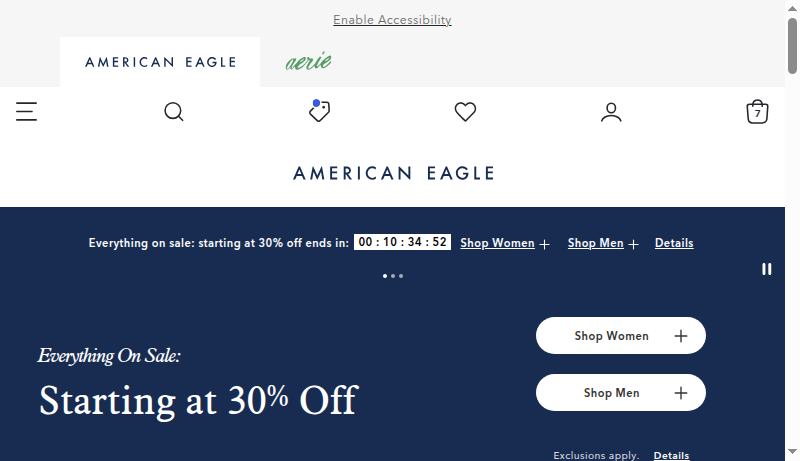 Enable Accessibility
AMERICAN EAGLE
aerie
7
AMERICAN EAGLE
Everything on sale: starting at 30% off ends in: 00 : 10 : 34 : 52 Shop Women Shop Men Details
Everything On Sale:
Starting at 30% Off
Shop Women
Shop Men
Exclusions apply. Details